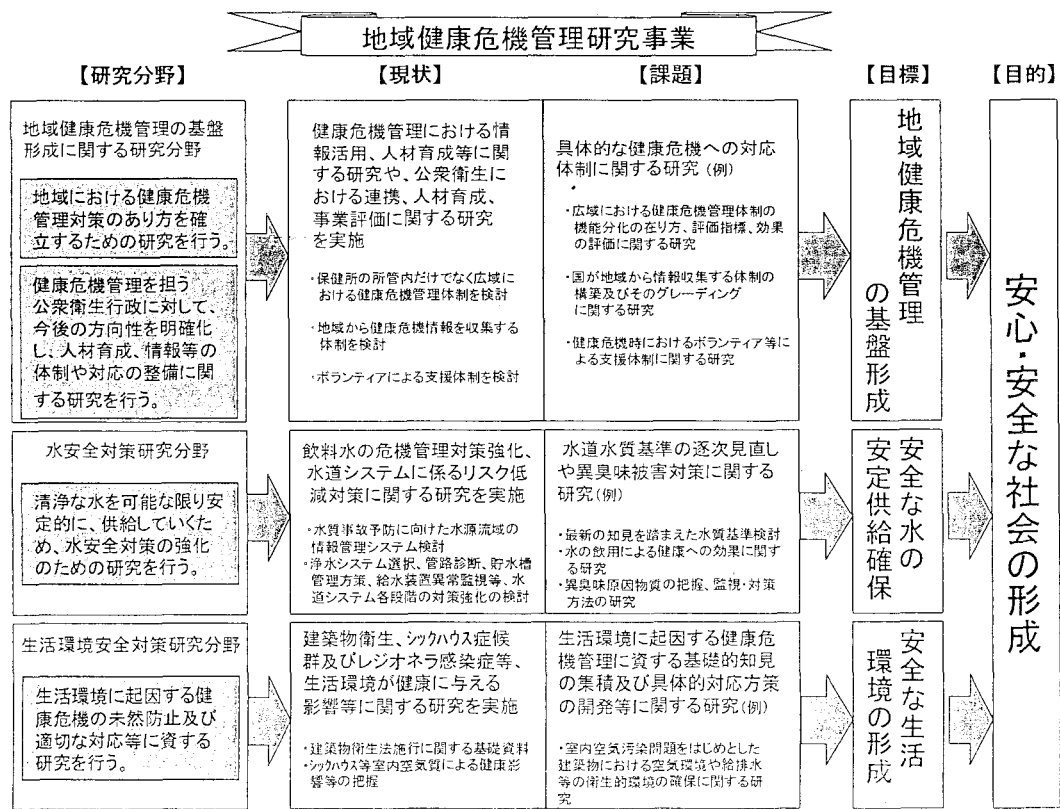 地域健康危機管理研究事業
【研究分野】
【現状】
【課題】
【目標】
【目的】
地域健康危機管理の基盤
形成に関する研究分野
地域における健康危機
管理対策のあり方を確
立するための研究を行う。
健康危機管理を担う
公衆衛生行政に対して、
今後の方向性を明確化
し、人材育成、情報等の
体制や対応の整備に関
する研究を行う。
健康危機管理における情
報活用、人材育成等に関
する研究や、公衆衛生に
おける連携、人材育成、
事業評価に関する研究
を実施
・保健所の所管内だけでなく広域に
おける健康危機管理体制を検討
・地域から健康危機情報を収集する
体制を検討
・ボランティアによる支援体制を検討
具体的な健康危機への対応
体制に関する研究(例)
・広域における健康危機管理体制の
機能分化の在り方、評価指標、効果
の評価に関する研究
・国が地域から情報収集する体制の
構築及びそのグレーディング
に関する研究
・健康危機時におけるボランティア等に
よる支援体制に関する研究
地域健康危機管理
の基盤形成
水安全対策研究分野
清浄な水を可能な限り安
定的に、供給していくた
め、水安全対策の強化
のための研究を行う。
飲料水の危機管理対策強化、
水道システムに係るリスク低
減対策に関する研究を実施
・水質事故予防に向けた水源流域の
情報管理システム検討
・浄水システム選択、管路診断、貯水槽
管理方策、給水装置異常監視等、水
道システム各段階の対策強化の検討
水道水質基準の逐次見直し
や異臭味被害対策に関する
研究(例)
・最新の知見を踏まえた水質基準検討
・水の飲用による健康への効果に関す
る研究
・異臭味原因物質の把握、監視・対策
方法の研究
安全な水の
安定供給確保
生活環境安全対策研究分野
生活環境に起因する健
康危機の未然防止及び
適切な対応等に資する
研究を行う。
建築物衛生、シックハウス症候
群及びレジオネラ感染症等、
生活環境が健康に与える
影響等に関する研究を実施
・建築物衛生法施行に関する基礎資料
・シックハウス等室内空気質による健康影
響等の把握
生活環境に起因する健康危
機管理に資する基礎的知見
の集積及び具体的対応方策
の開発等に関する研究(例)
・室内空気汚染問題をはじめとした
建築物における空気環境や給排水
等の衛生的環境の確保に関する研
究
安全な生活
環境の形成
安心・安全な社会の形成